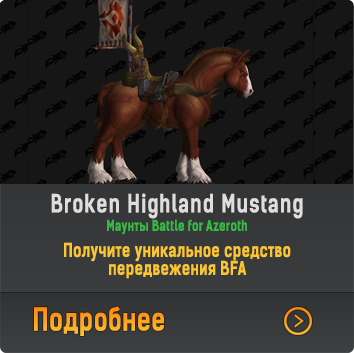 Broken Highland Mustang
Маунты Battle for Azeroth
Получите уникальное средство
передвежения BFA
Подробнее